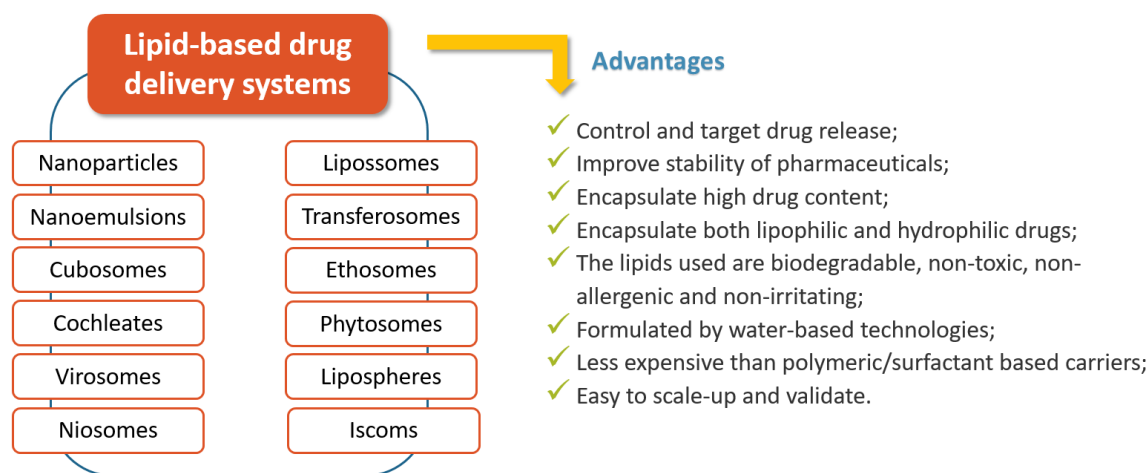 Lipid-based drug
delivery systems
Nanoparticles
Nanoemulsions
Cubosomes
Cochleates
Virosomes
Niosomes
Lipossomes
Transferosomes
Ethosomes
Phytosomes
Lipospheres
Iscoms
Advantages
Control and target drug release;
Improve stability of pharmaceuticals;
Encapsulate high drug content;
Encapsulate both lipophilic and hydrophilic drugs;
The lipids used are biodegradable, non-toxic, non-
allergenic and non-irritating;
Formulated by water-based technologies;
Less expensive than polymeric/surfactant based carriers;
Easy to scale-up and validate.